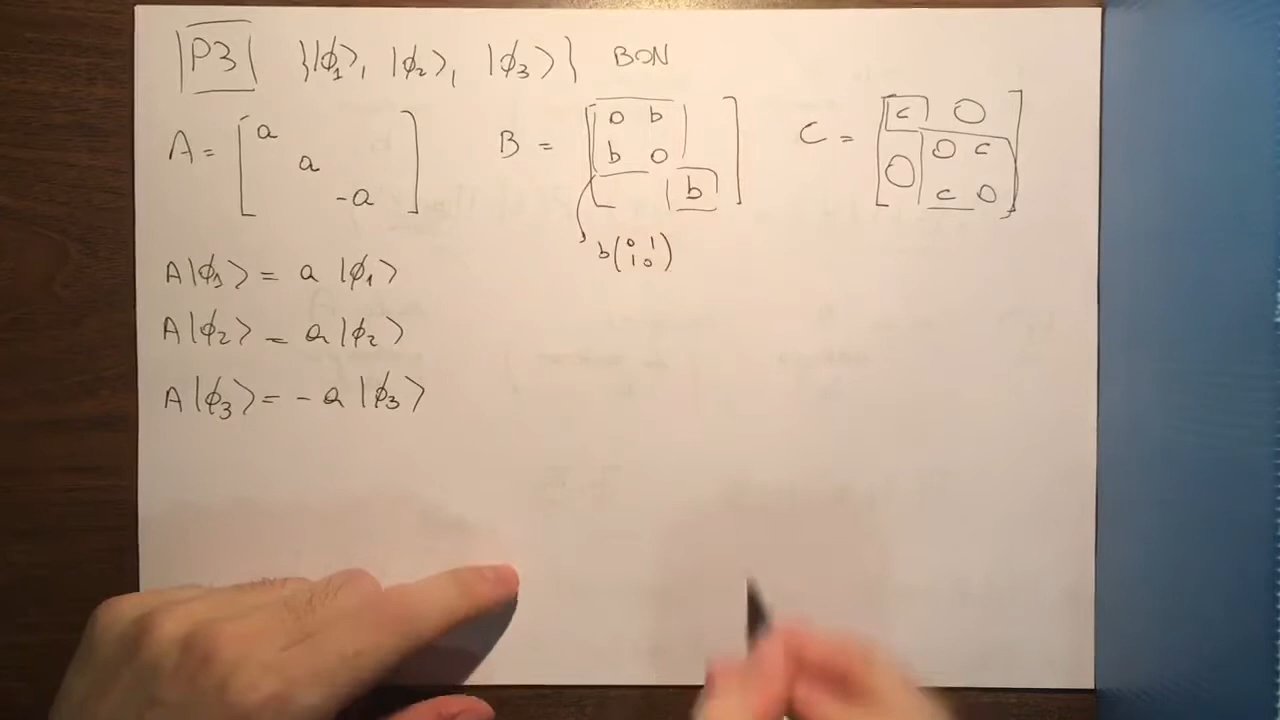 P3 {|ϕ₁⟩, |ϕ₂⟩, |ϕ₃⟩} BON
A = [a a -a] B = [0 b b 0 b] C = [c 0 0 0 c c 0]
b(0 1 1 0)
A|ϕ₁⟩ = a |ϕ₁⟩
A|ϕ₂⟩ = a|ϕ₂⟩
A|ϕ₃⟩ = - a |ϕ₃⟩